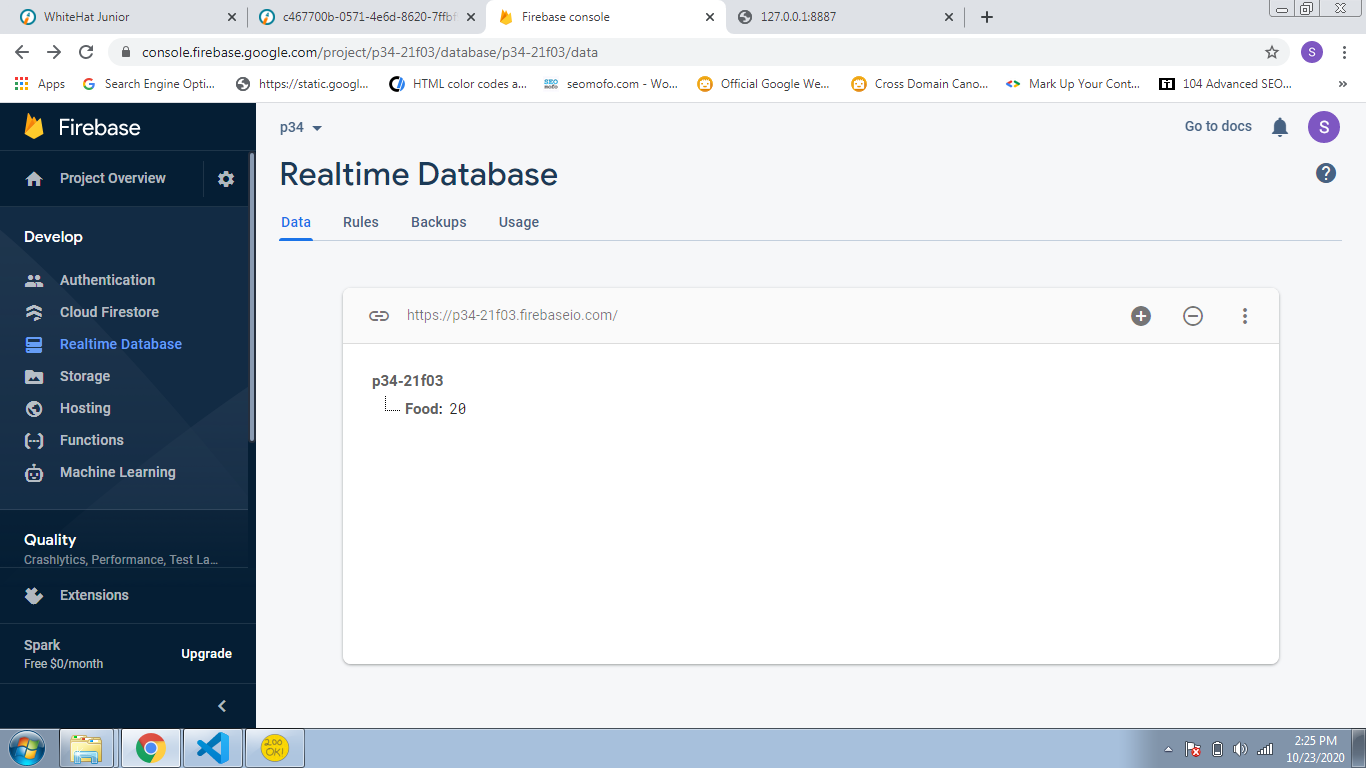 WhiteHat Junior
c467700b-0571-4e6d-8620-7ffbf
Firebase console
127.0.0.1:8887
console.firebase.google.com/project/p34-21f03/database/p34-21f03/data
S
Apps
Search Engine Opti...
https://static.googl...
HTML color codes a...
seomofo.com - Wo...
Official Google We...
Cross Domain Cano...
Mark Up Your Cont...
104 Advanced SEO...
»
Firebase
Project Overview
Develop
Authentication
Cloud Firestore
Realtime Database
Storage
Hosting
Functions
Machine Learning
Quality
Crashlytics, Performance, Test La...
Extensions
Spark
Free $0/month
Upgrade
p34
Go to docs
S
Realtime Database
Data
Rules
Backups
Usage
https://p34-21f03.firebaseio.com/
p34-21f03
Food: 20
2.00
OK!
2:25 PM
10/23/2020